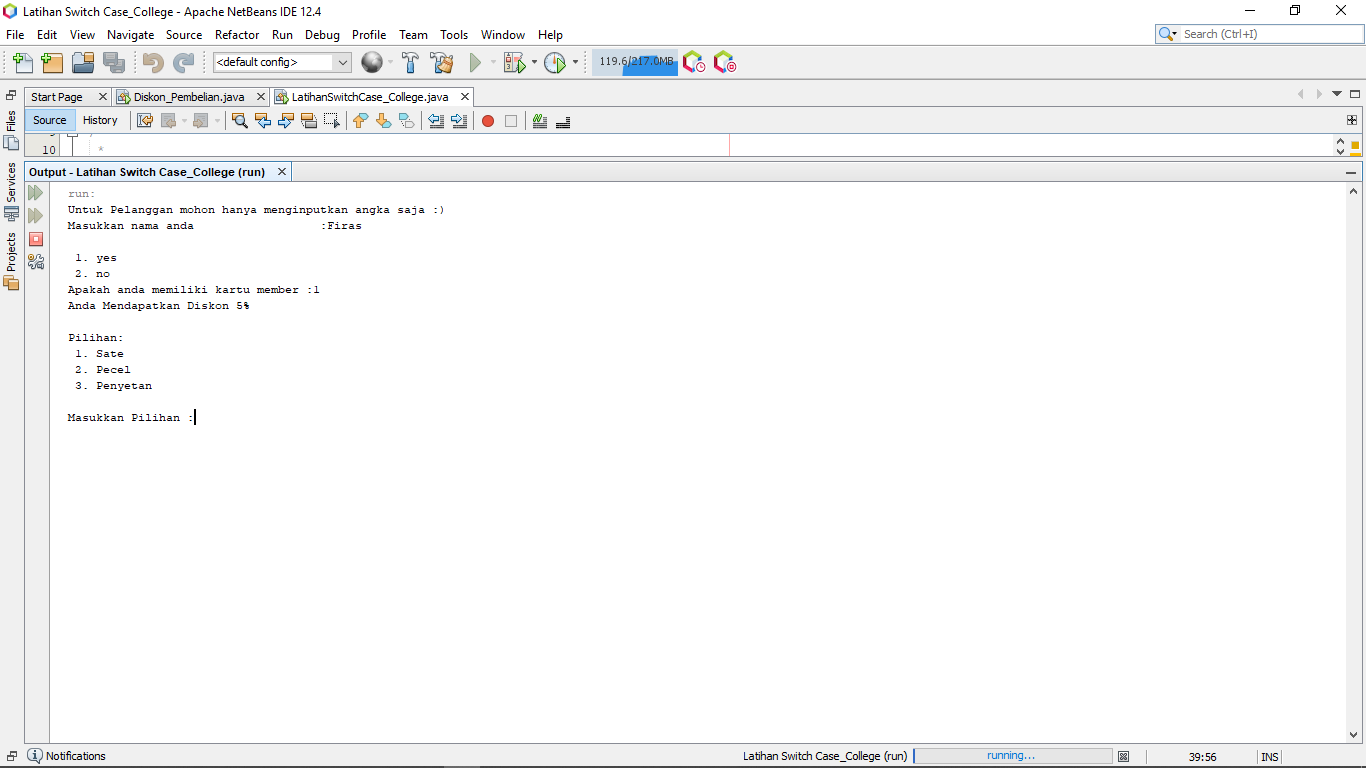 Latihan Switch Case_College - Apache NetBeans IDE 12.4
File Edit View Navigate Source Refactor Run Debug Profile Team Tools Window Help
Search (Ctrl+I)
<default config>
119.6/217.0MB
Start Page Diskon_Pembelian.java LatihanSwitchCase_College.java
Source History
10 *
Files
Services
Projects
Output - Latihan Switch Case_College (run)
run:
Untuk Pelanggan mohon hanya menginputkan angka saja :)
Masukkan nama anda :Firas
1. yes
2. no
Apakah anda memiliki kartu member :1
Anda Mendapatkan Diskon 5%
Pilihan:
1. Sate
2. Pecel
3. Penyetan
Masukkan Pilihan :
Notifications
Latihan Switch Case_College (run) running... 39:56 INS